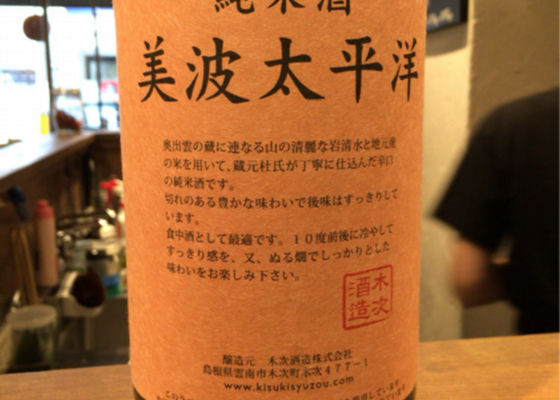 純米酒
美波太平洋
奥出雲の蔵に連なる山の清麗な岩清水と地元産
の米を用いて、蔵元杜氏が丁寧に仕込んだ辛口
の純米酒です。
切れのある豊かな味わいで後味はすっきりして
います。
食中酒として最適です。１０度前後に冷やして
すっきり感を、又、ぬる燗でしっかりとした
味わいをお楽しみ下さい。
木次
酒造
醸造元 木次酒造株式会社
島根県雲南市木次町木次４７７－１
www.kisukisyuzou.com